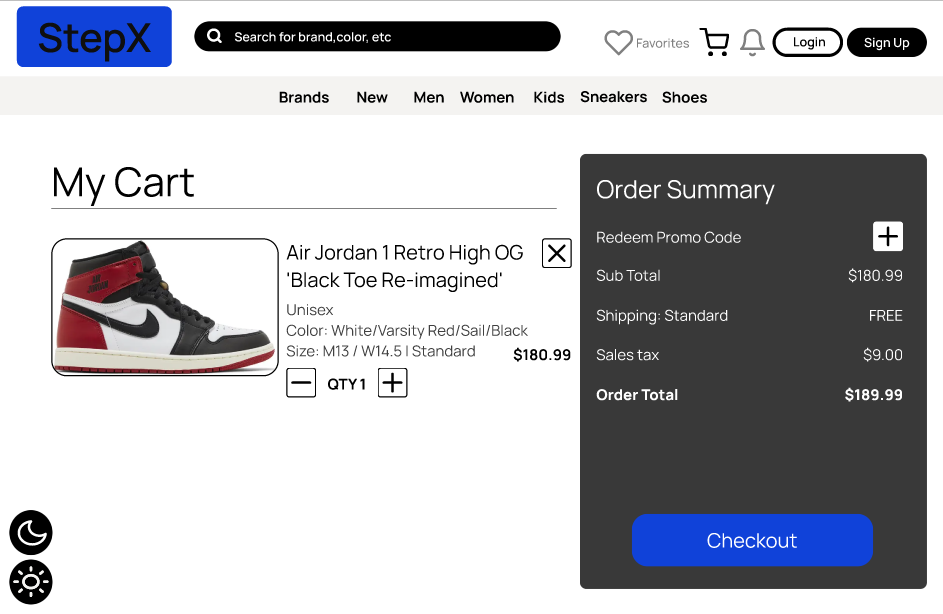 StepX
Search for brand,color, etc
Favorites
Login
Sign Up
Brands New Men Women Kids Sneakers Shoes
My Cart
Air Jordan 1 Retro High OG
'Black Toe Re-imagined'
Unisex
Color: White/Varsity Red/Sail/Black
Size: M13 / W14.5 | Standard
$180.99
QTY 1
AIR
JORDAN
Order Summary
Redeem Promo Code
Sub Total $180.99
Shipping: Standard FREE
Sales tax $9.00
Order Total $189.99
Checkout